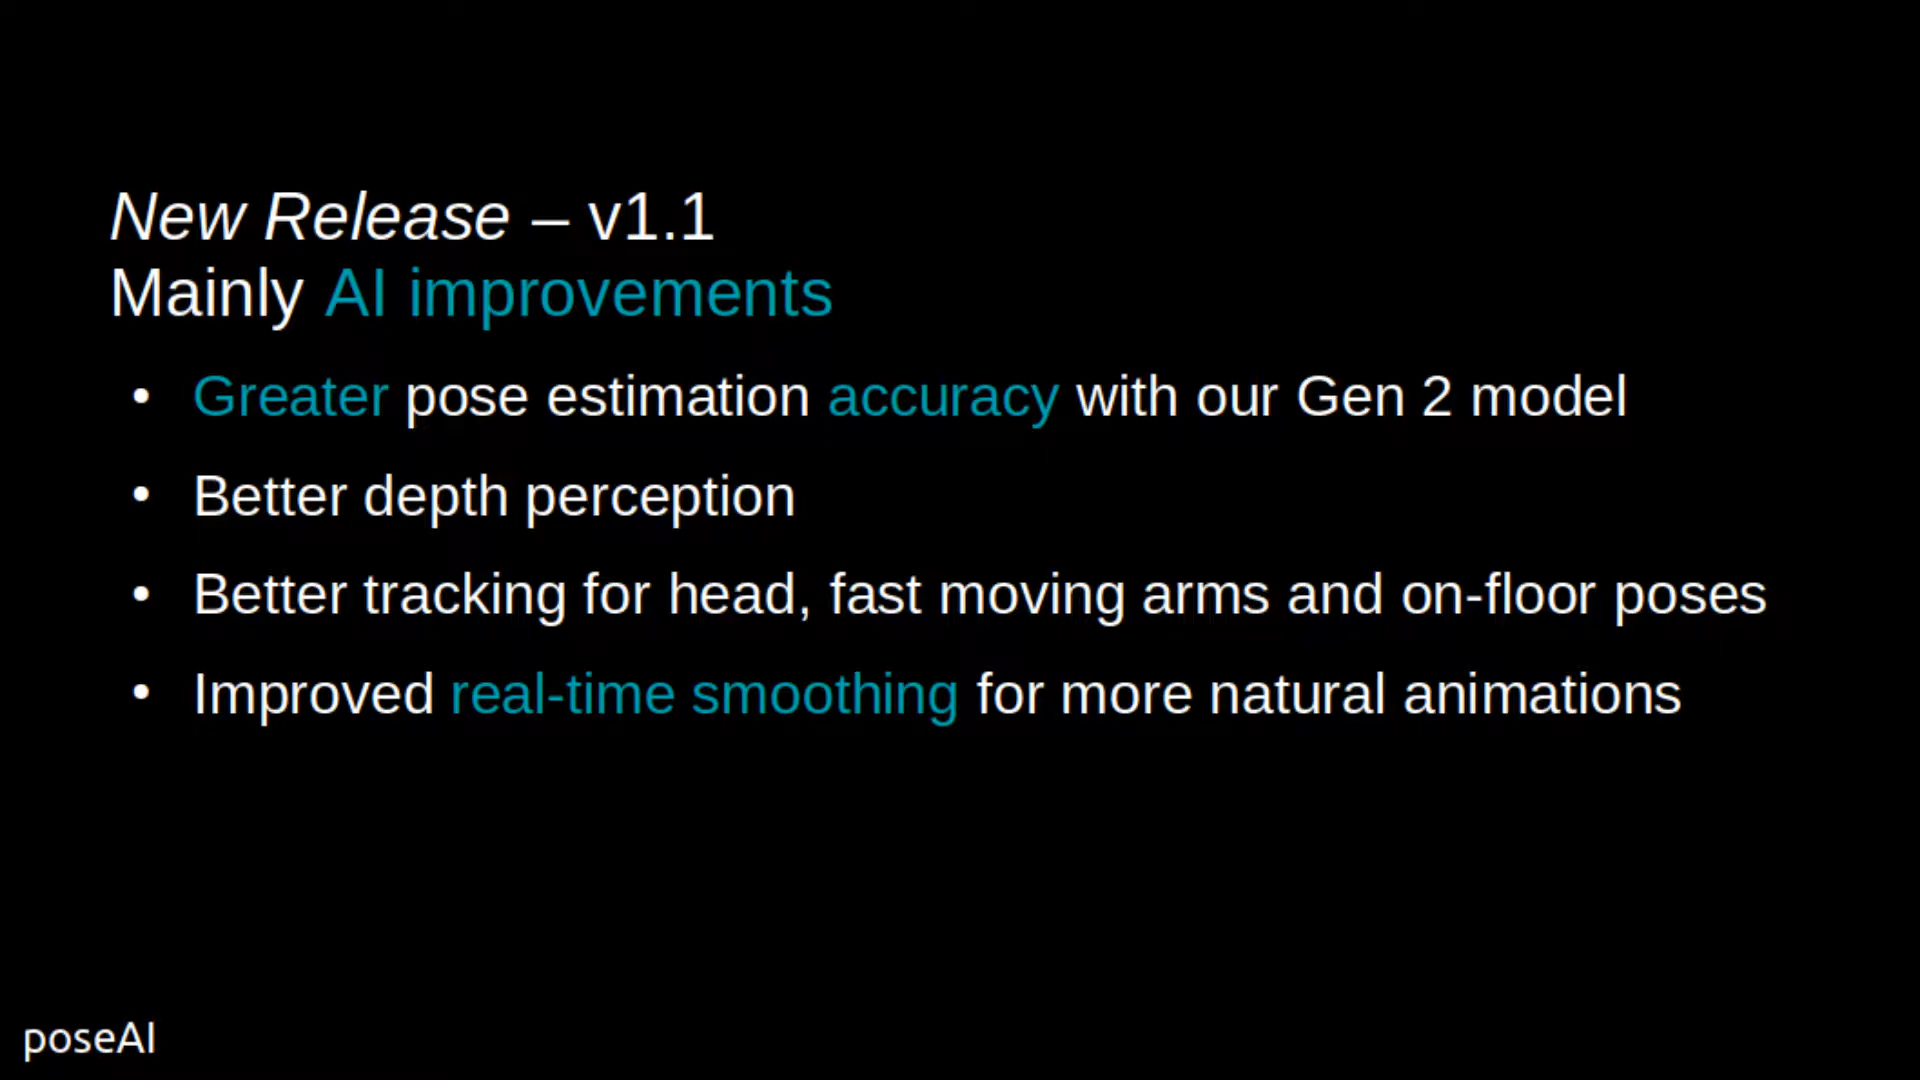 New Release – v1.1
Mainly AI improvements
• Greater pose estimation accuracy with our Gen 2 model
• Better depth perception
• Better tracking for head, fast moving arms and on-floor poses
• Improved real-time smoothing for more natural animations
poseAI